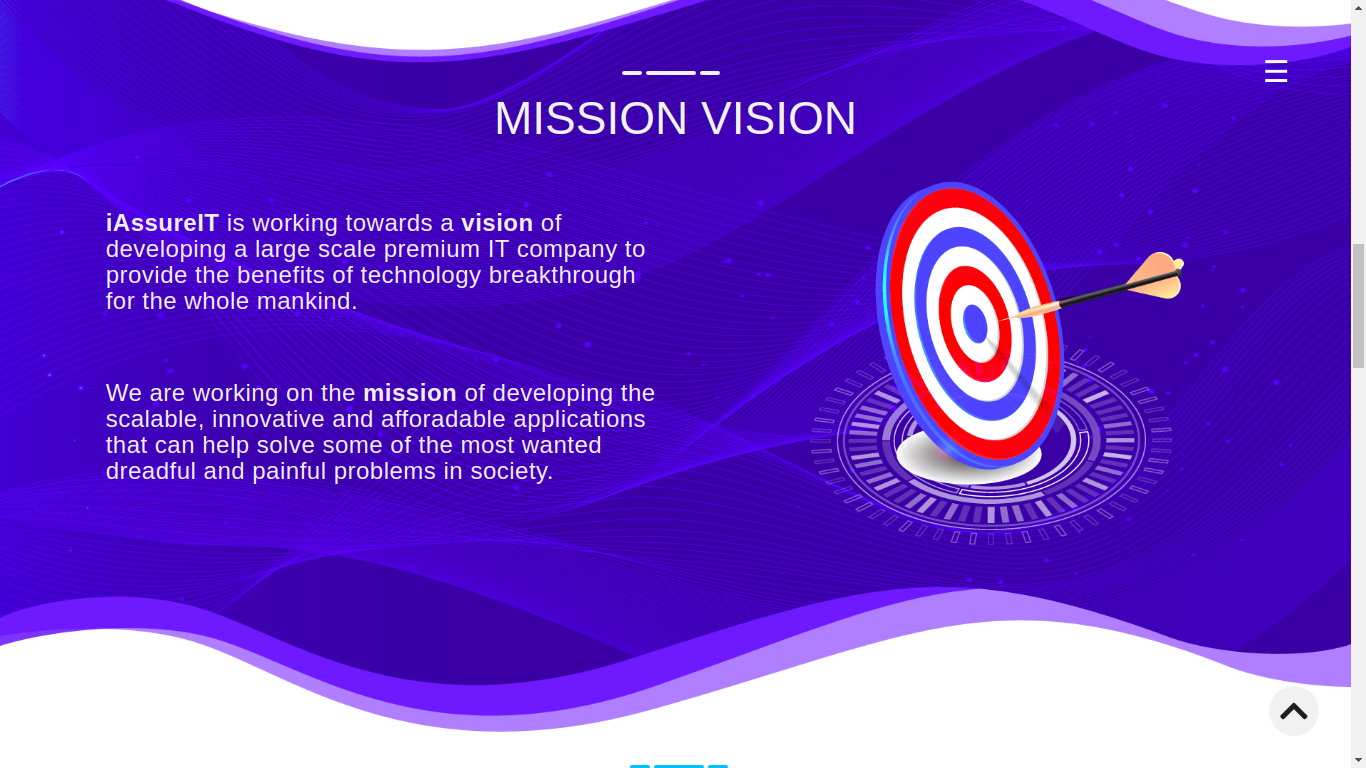 MISSION VISION
iAssureIT is working towards a vision of
developing a large scale premium IT company to
provide the benefits of technology breakthrough
for the whole mankind.
We are working on the mission of developing the
scalable, innovative and afforadable applications
that can help solve some of the most wanted
dreadful and painful problems in society.